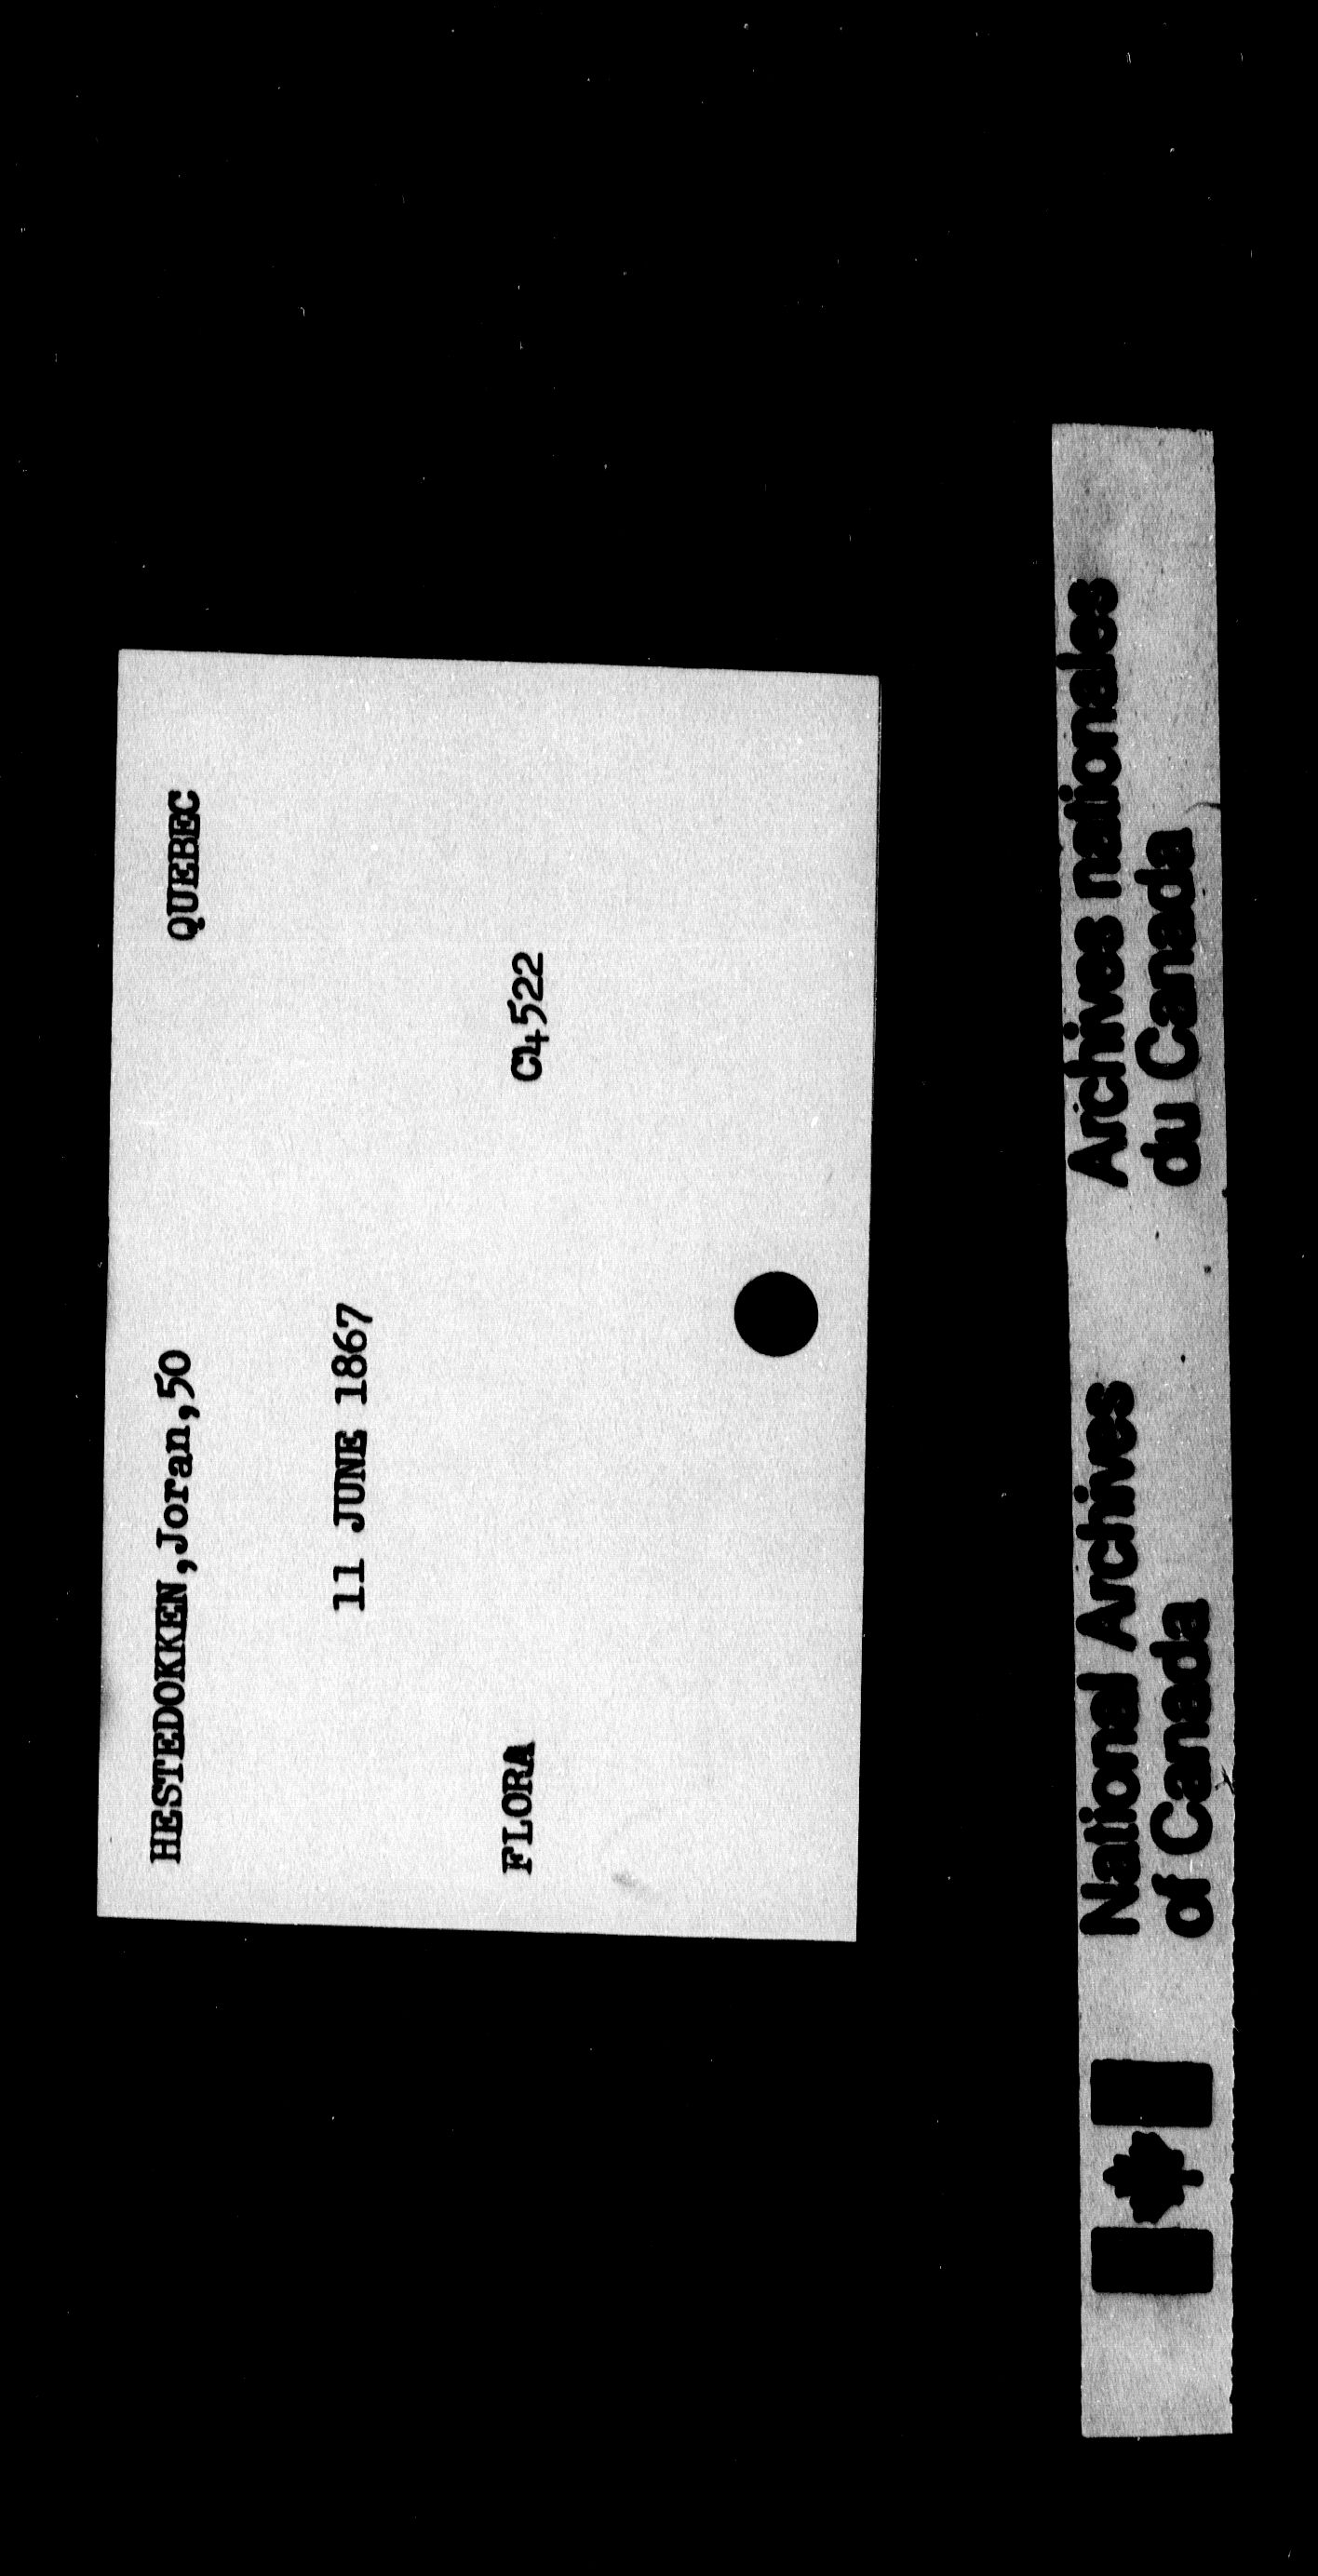 HESTEDOKKEN,Joran,50 QUEBEC
11 JUNE 1867
FLORA C4522
National Archives of Canada
Archives nationales du Canada